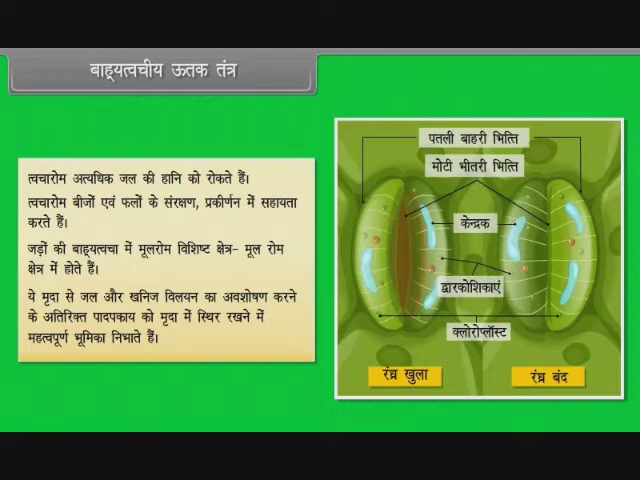 बाह्यत्वचीय ऊतक तंत्र
त्वचारोम अत्यधिक जल की हानि को रोकते हैं।
त्वचारोम बीजों एवं फलों के संरक्षण, प्रकीर्णन में सहायता
करते हैं।
जड़ों की बाह्यत्वचा में मूलरोम विशिष्ट क्षेत्र- मूल रोम
क्षेत्र में होते हैं।
ये मृदा से जल और खनिज विलयन का अवशोषण करने
के अतिरिक्त पादपकाय को मृदा में स्थिर रखने में
महत्वपूर्ण भूमिका निभाते हैं।
पतली बाहरी भित्ति
मोटी भीतरी भित्ति
केन्द्रक
द्वारकोशिकाएं
क्लोरोप्लॉस्ट
रंध्र खुला
रंध्र बंद